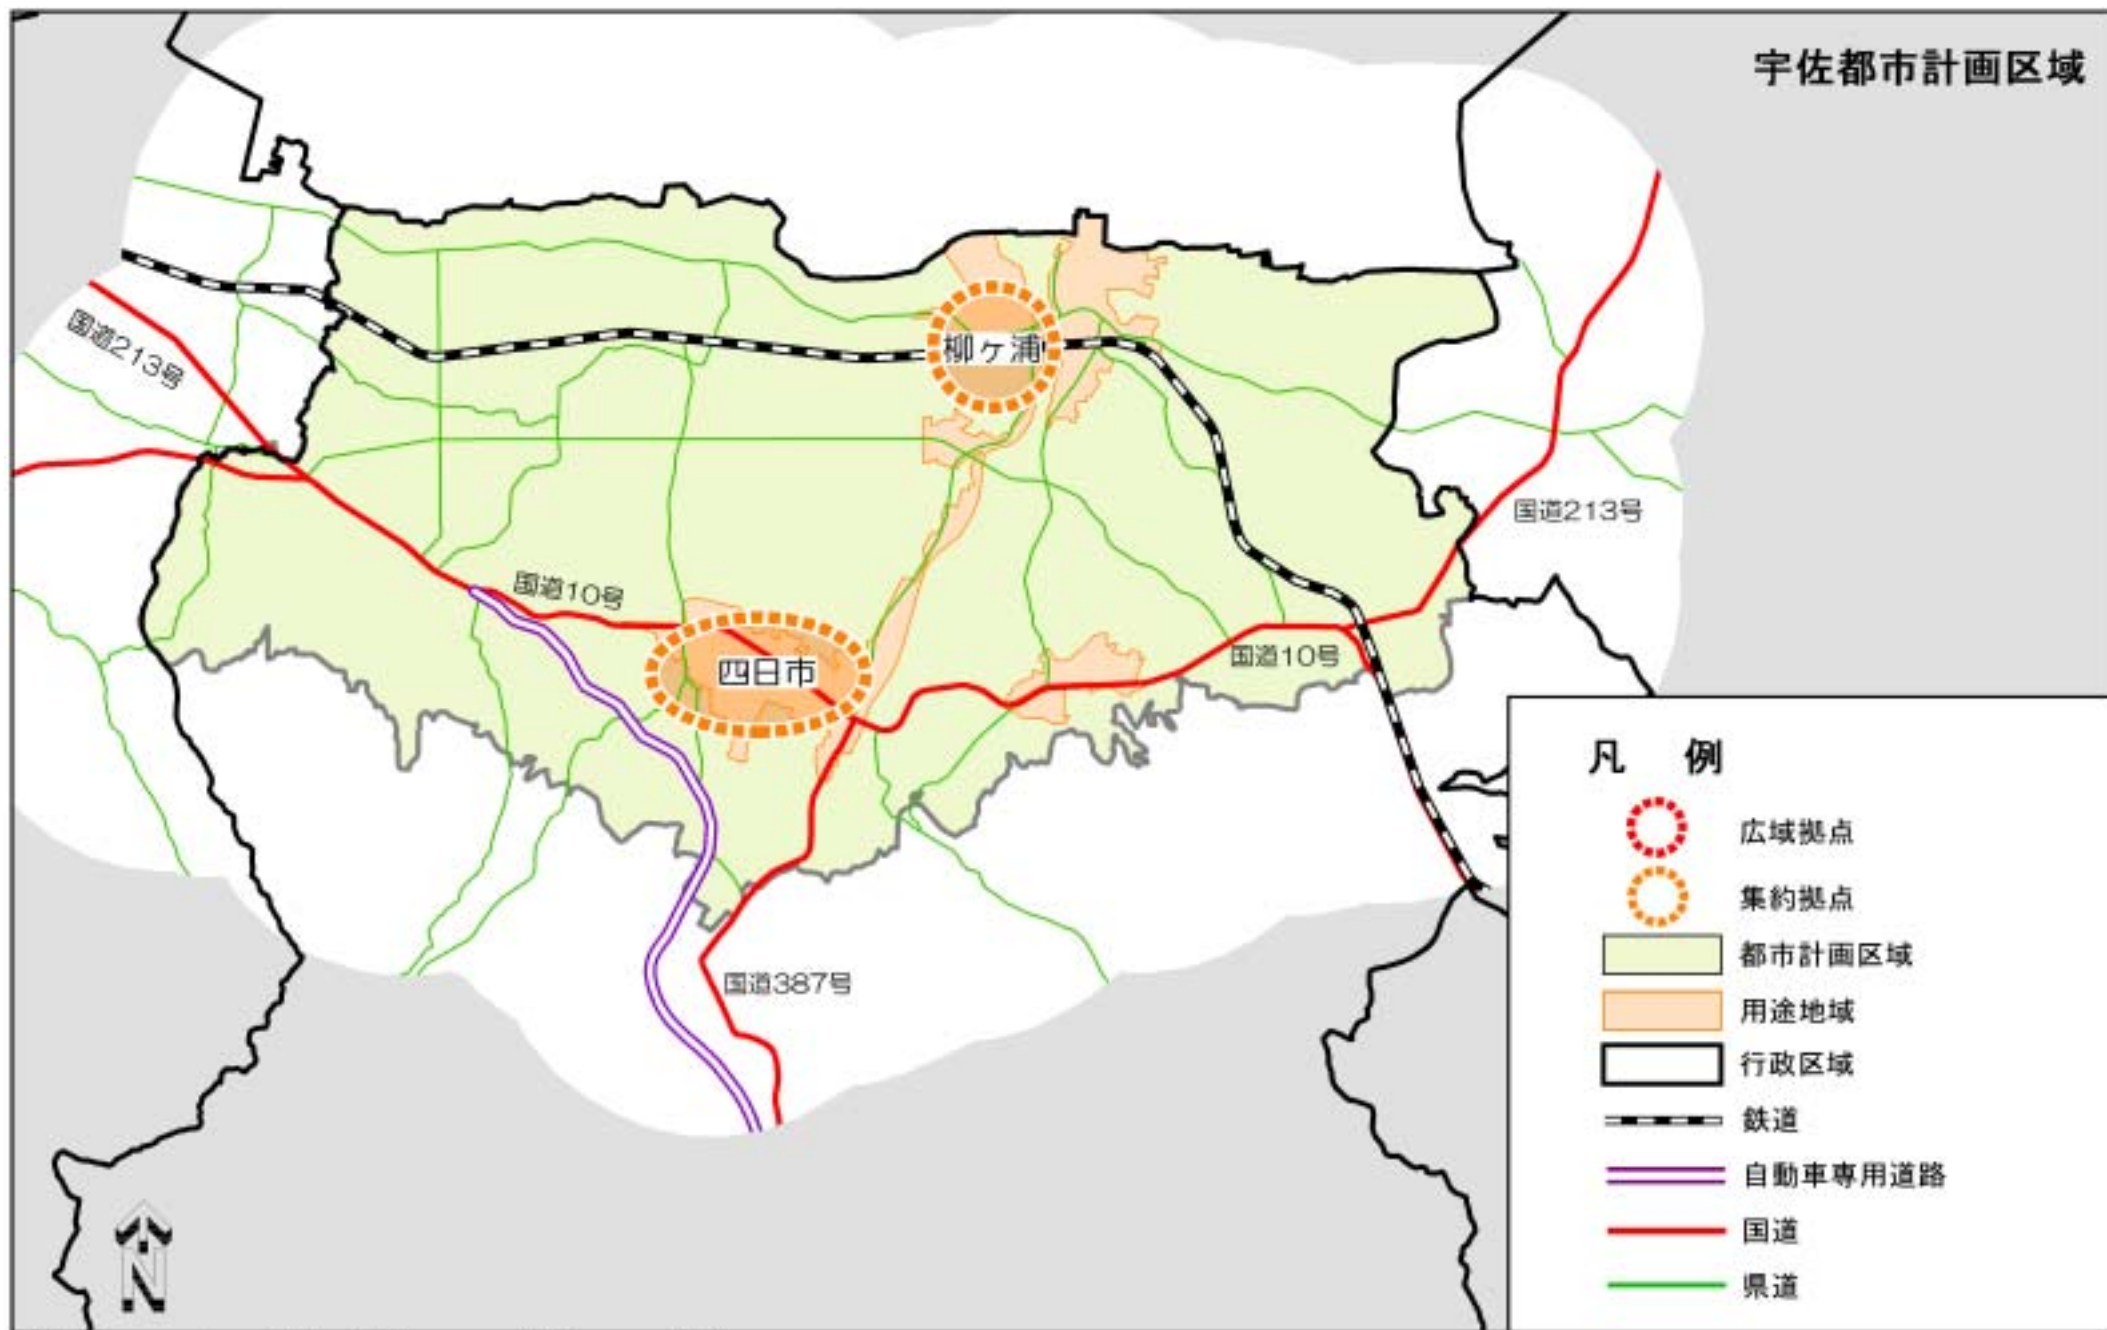 宇佐都市計画区域
国道213号
柳ヶ浦
国道213号
国道10号
四日市
国道10号
国道387号
凡 例
広域拠点
集約拠点
都市計画区域
用途地域
行政区域
鉄道
自動車専用道路
国道
県道
N